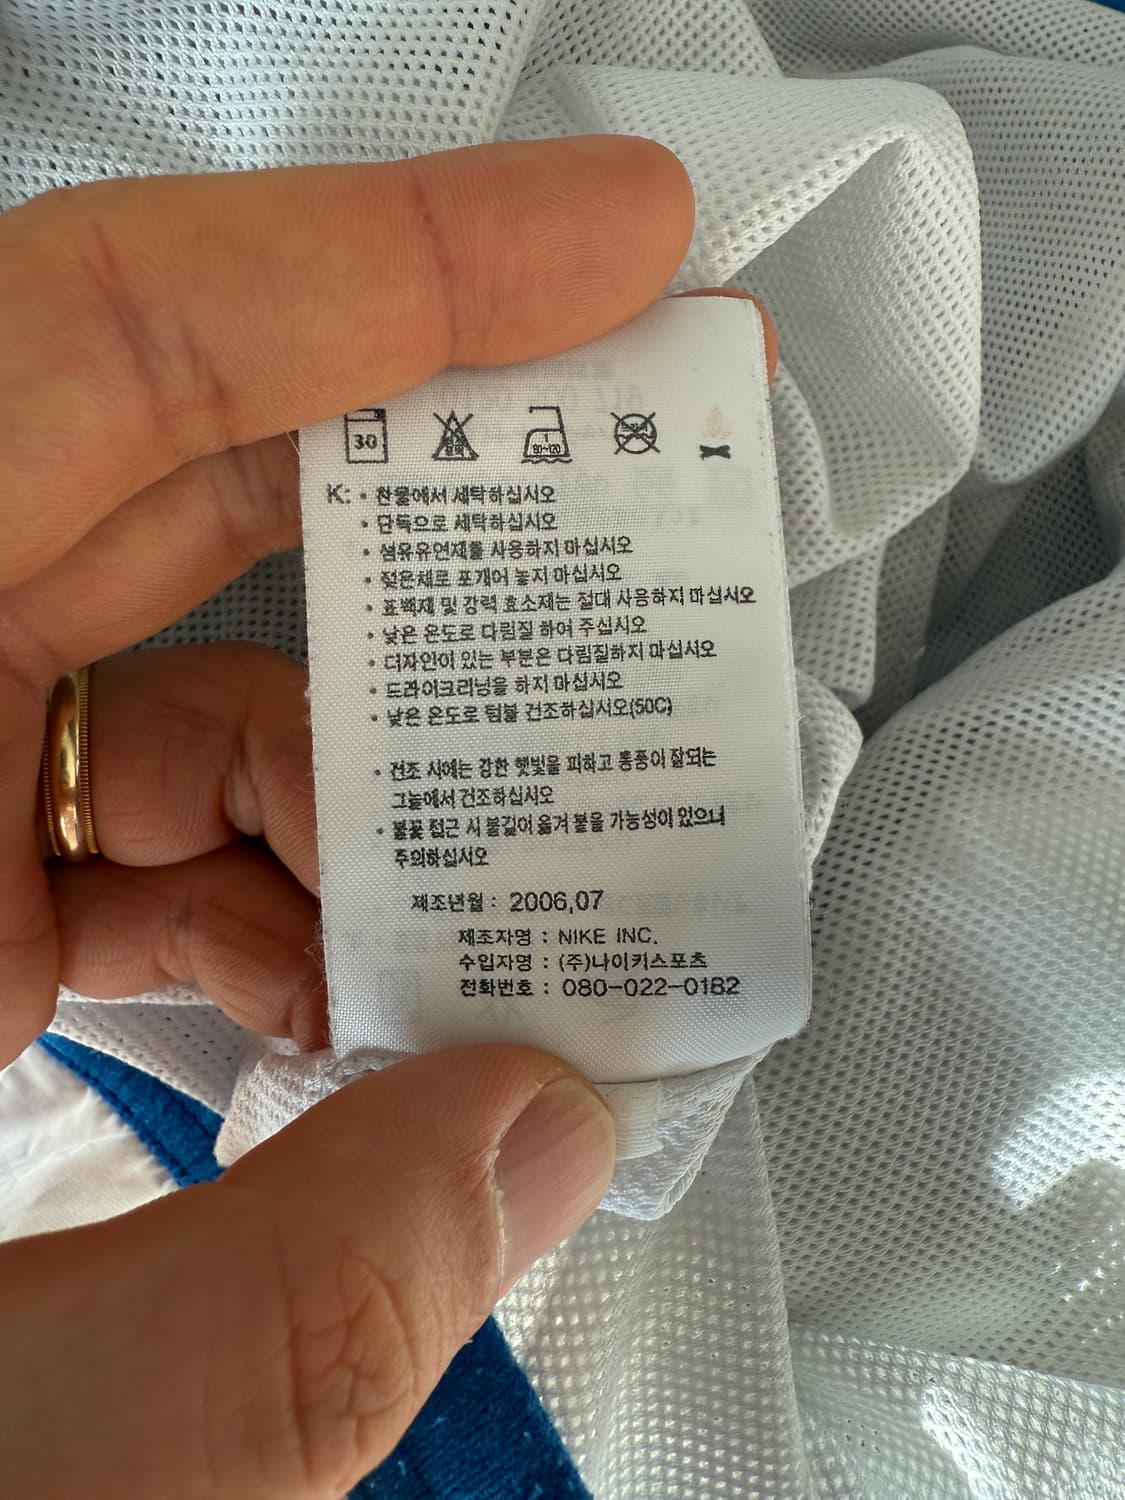 30
80~120
K: • 찬물에서 세탁하십시오
• 단독으로 세탁하십시오
• 섬유유연제를 사용하지 마십시오
• 젖은채로 포개어 놓지 마십시오
• 표백제 및 강력 효소제는 절대 사용하지 마십시오
• 낮은 온도로 다림질 하여 주십시오
• 디자인이 있는 부분은 다림질하지 마십시오
• 드라이크리닝을 하지 마십시오
• 낮은 온도로 텀블 건조하십시오(50C)
• 건조 시에는 강한 햇빛을 피하고 통풍이 잘되는
그늘에서 건조하십시오
• 불꽃 접근 시 불길이 옮겨 붙을 가능성이 있으니
주의하십시오
제조년월 : 2006,07
제조자명 : NIKE INC.
수입자명 : (주)나이키스포츠
전화번호 : 080-022-0182